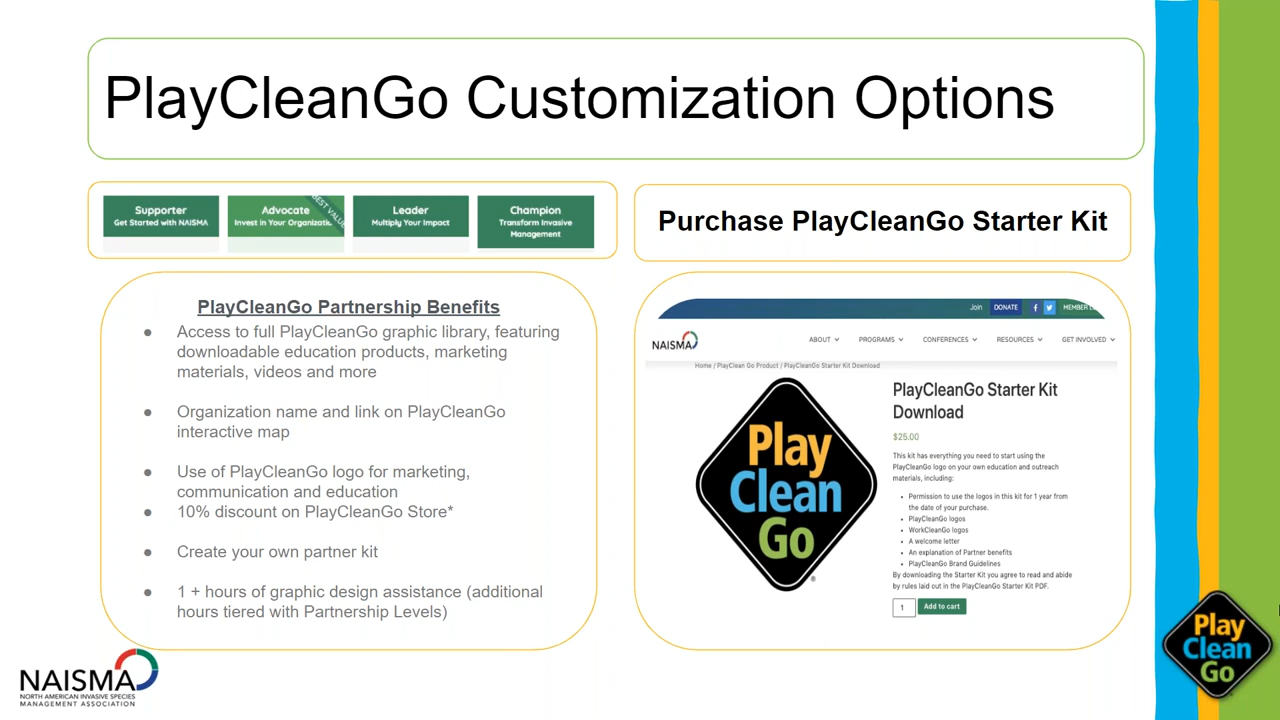 PlayCleanGo Customization Options
Supporter
Get Started with NAISMA
Advocate
Invest in Your Organization
BEST VALUE
Leader
Multiply Your Impact
Champion
Transform Invasive
Management
Purchase PlayCleanGo Starter Kit
PlayCleanGo Partnership Benefits
● Access to full PlayCleanGo graphic library, featuring
downloadable education products, marketing
materials, videos and more
● Organization name and link on PlayCleanGo
interactive map
● Use of PlayCleanGo logo for marketing,
communication and education
● 10% discount on PlayCleanGo Store*
● Create your own partner kit
● 1 + hours of graphic design assistance (additional
hours tiered with Partnership Levels)
Join DONATE f MEMBER
NAISMA ABOUT PROGRAMS CONFERENCES RESOURCES GET INVOLVED
Home / PlayClean Go Product / PlayCleanGo Starter Kit Download
Play
Clean
Go
®
PlayCleanGo Starter Kit
Download
$25.00
This kit has everything you need to start using the
PlayCleanGo logo on your own education and outreach
materials, including:
• Permission to use the logos in this kit for 1 year from
the date of your purchase.
• PlayCleanGo logos
• WorkCleanGo logos
• A welcome letter
• An explanation of Partner benefits
• PlayCleanGo Brand Guidelines
By downloading the Starter Kit you agree to read and abide
by rules laid out in the PlayCleanGo Starter Kit PDF.
1 Add to cart
NAISMA
NORTH AMERICAN INVASIVE SPECIES
MANAGEMENT ASSOCIATION
Play
Clean
Go